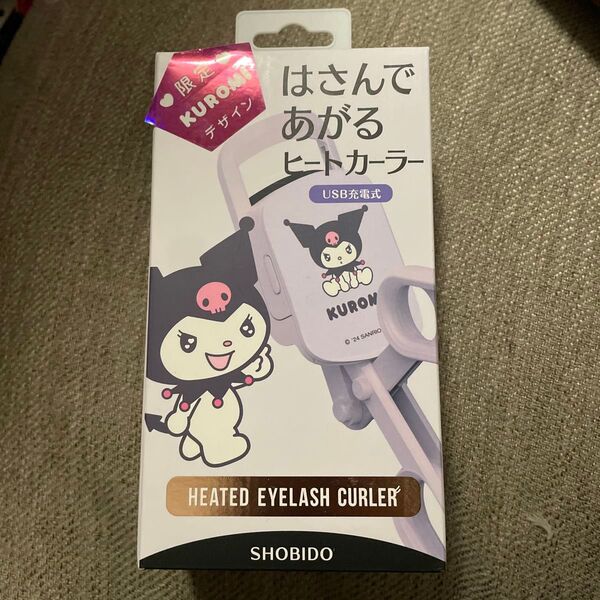 限定
KUROMI
デザイン
はさんで
あがる
ヒートカーラー
USB充電式
KUROMI
© '24 SANRIO
HEATED EYELASH CURLER
SHOBIDO